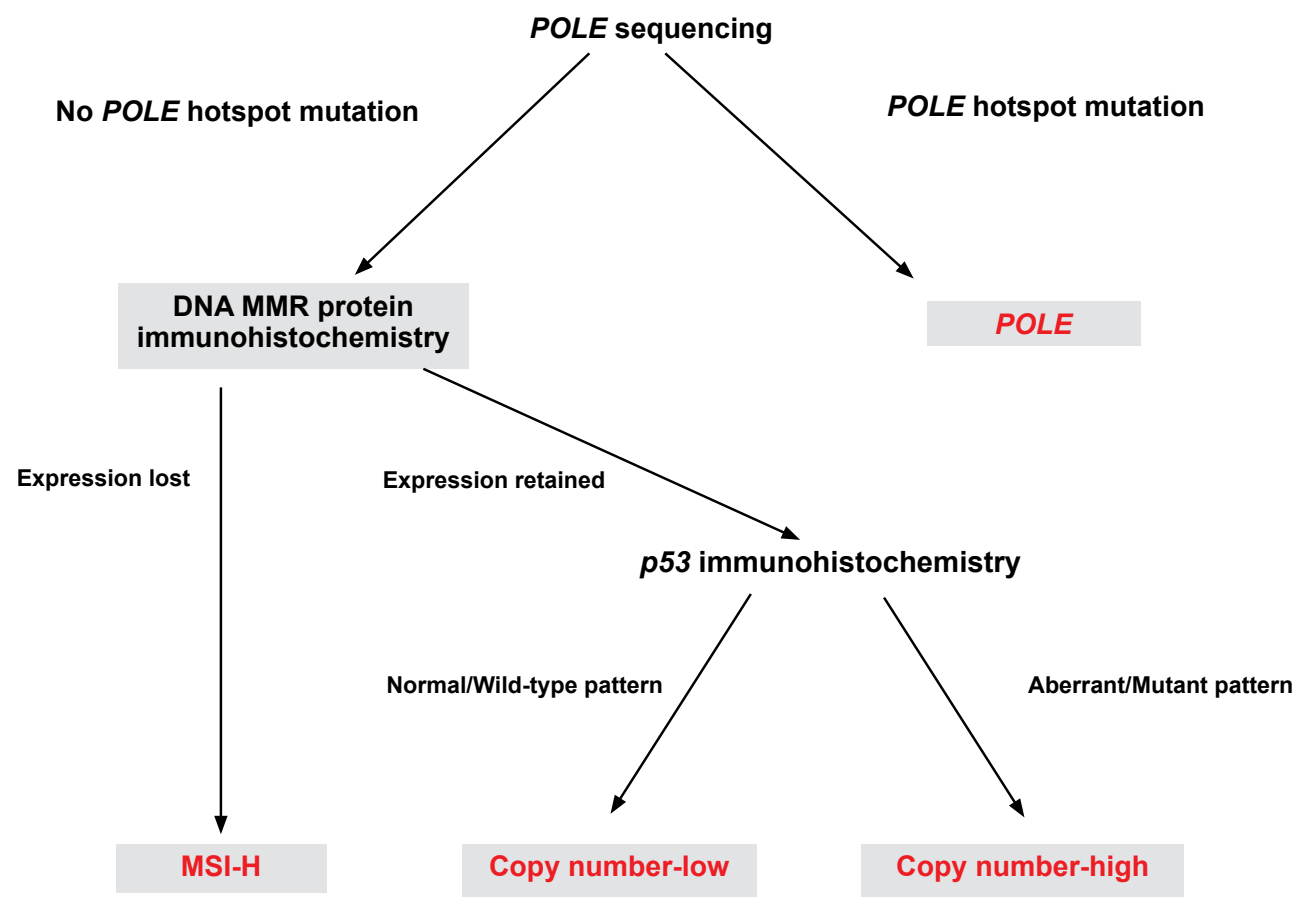 POLE sequencing
No POLE hotspot mutation
POLE hotspot mutation
DNA MMR protein
immunohistochemistry
POLE
Expression lost
Expression retained
p53 immunohistochemistry
Normal/Wild-type pattern
Aberrant/Mutant pattern
MSI-H
Copy number-low
Copy number-high